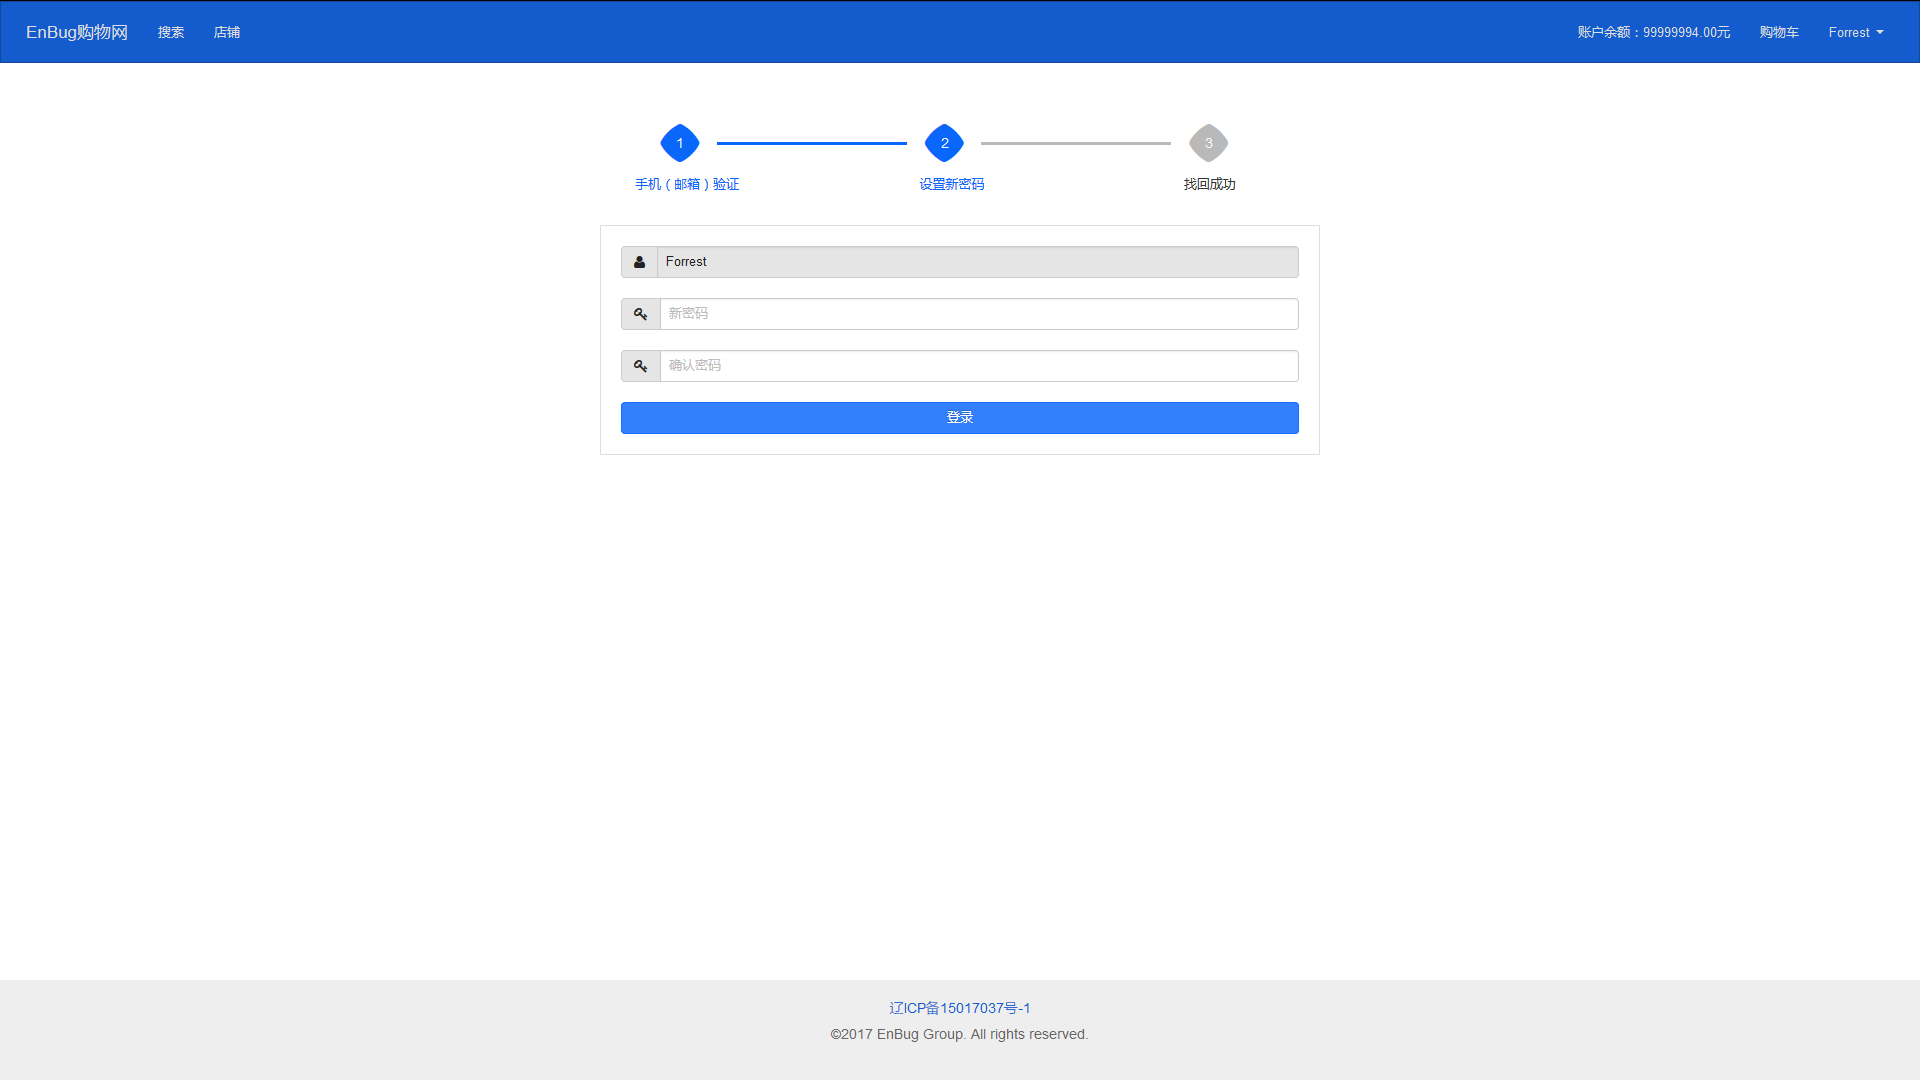 EnBug购物网 搜索 店铺 账户余额：99999994.00元 购物车 Forrest
1 2 3
手机（邮箱）验证 设置新密码 找回成功
Forrest
新密码
确认密码
登录
辽ICP备15017037号-1
©2017 EnBug Group. All rights reserved.